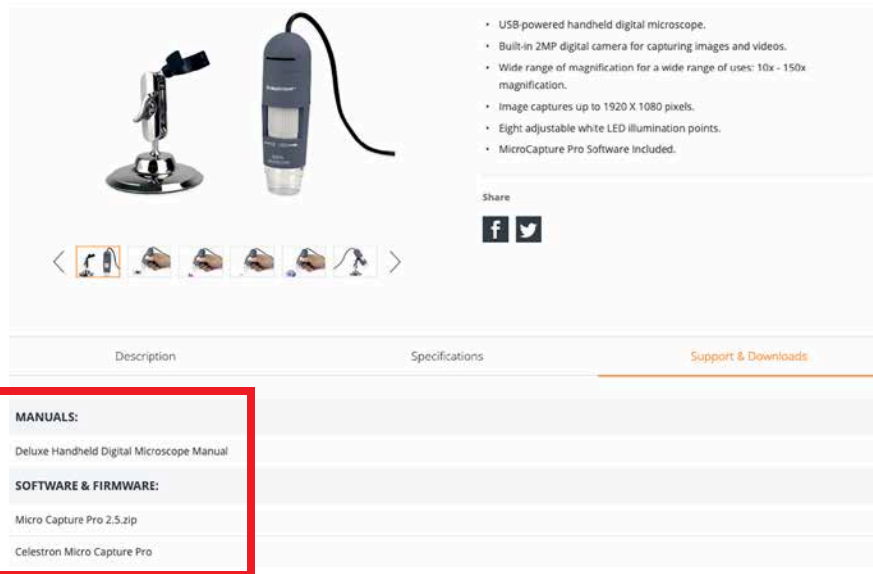 • USB-powered handheld digital microscope.
• Built-in 2MP digital camera for capturing images and videos.
• Wide range of magnification for a wide range of uses: 10x - 150x
magnification.
• Image captures up to 1920 X 1080 pixels.
• Eight adjustable white LED illumination points.
• MicroCapture Pro Software Included.
Share
Description
Specifications
Support & Downloads
MANUALS:
Deluxe Handheld Digital Microscope Manual
SOFTWARE & FIRMWARE:
Micro Capture Pro 2.5.zip
Celestron Micro Capture Pro